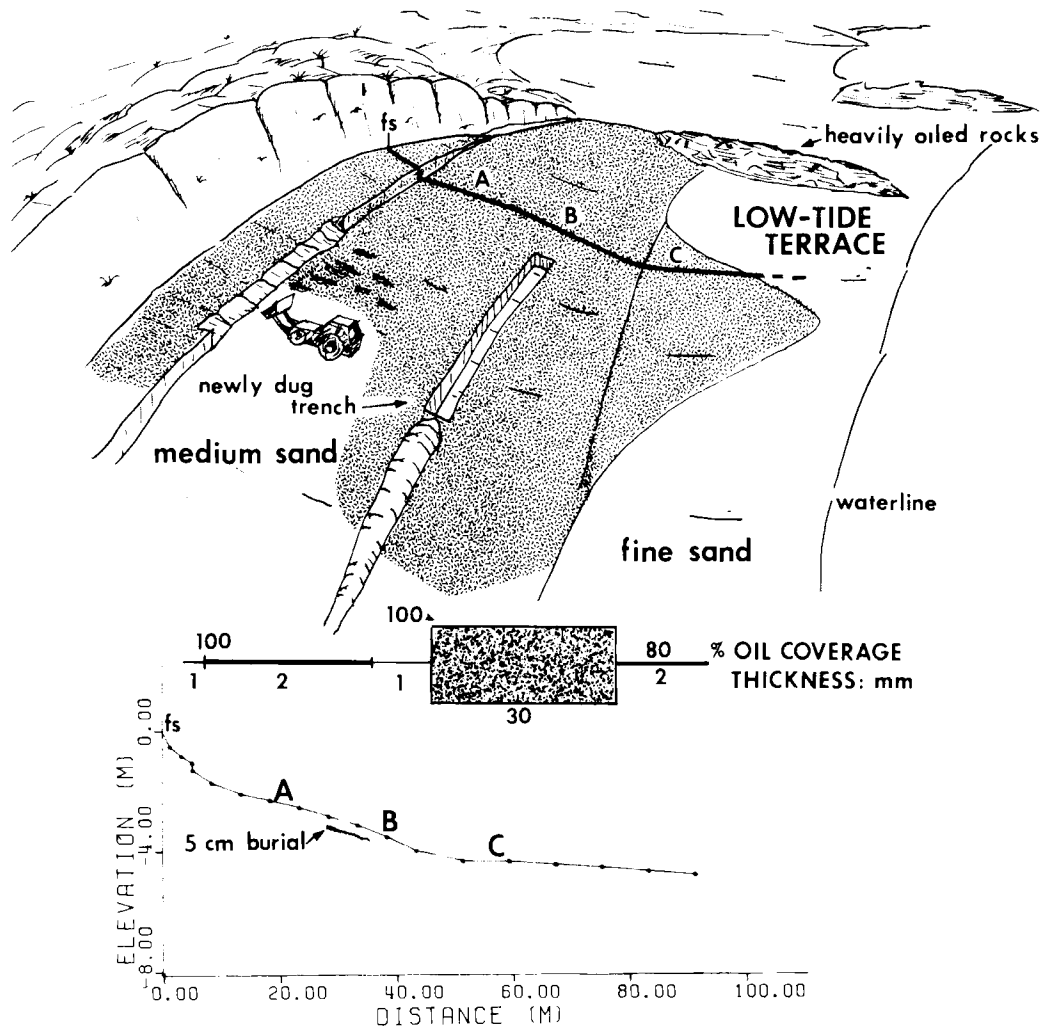 fs
A
heavily oiled rocks
B
LOW-TIDE
TERRACE
C
newly dug
trench
medium sand
waterline
fine sand
100
100
80 % OIL COVERAGE
1 2 1 30 2 THICKNESS: mm
fs
0.00
A
B
5 cm burial
C
-4.00
-8.00
ELEVATION (M)
0.00 20.00 40.00 60.00 80.00 100.00
DISTANCE (M)